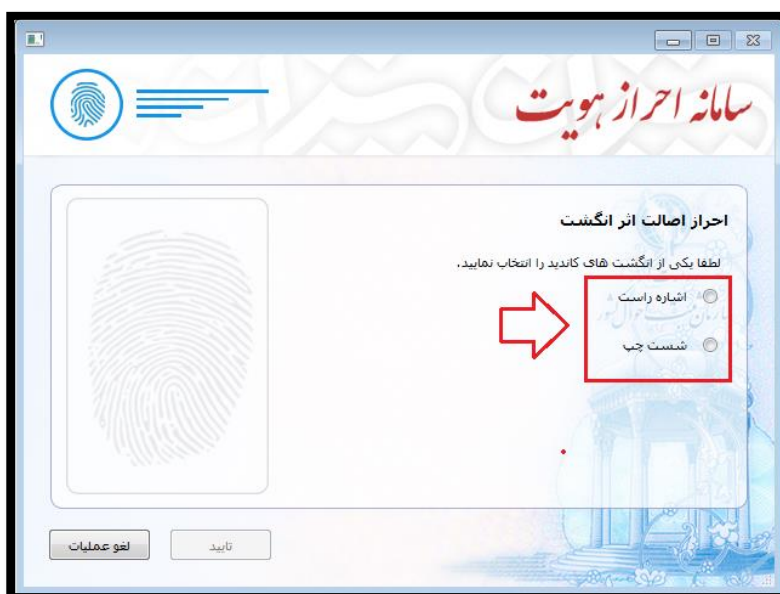 سامانه احراز هویت
احراز اصالت اثر انگشت
لطفا یکی از انگشت های کاندید را انتخاب نمایید.
اشاره راست
شست چپ
تایید
لغو عملیات